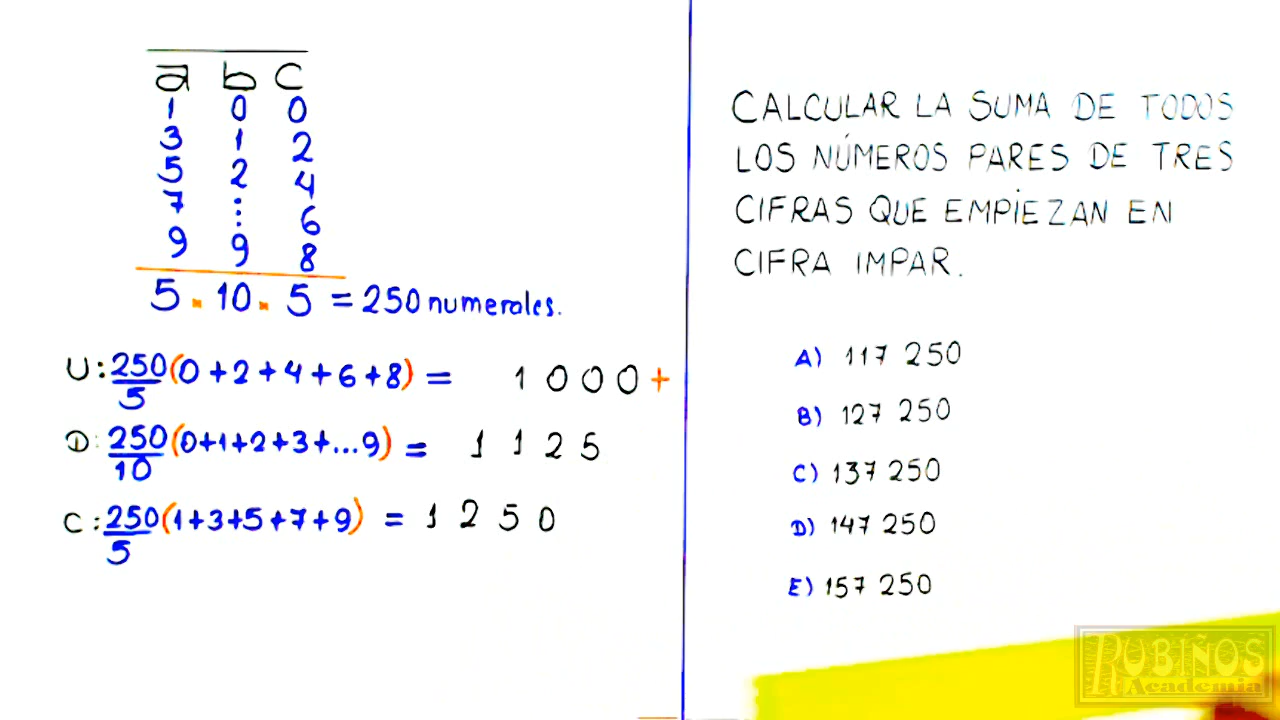 a b c
1 0 0
3 1 2
5 2 4
7 ⋮ 6
9 9 8
5 . 10 . 5 = 250 numerales.
U: 250/5 (0+2+4+6+8) = 1 0 0 0 +
D: 250/10 (0+1+2+3+...9) = 1 1 2 5
C: 250/5 (1+3+5+7+9) = 1 2 5 0
CALCULAR LA SUMA DE TODOS
LOS NÚMEROS PARES DE TRES
CIFRAS QUE EMPIEZAN EN
CIFRA IMPAR.
A) 117 250
B) 127 250
C) 137 250
D) 147 250
E) 157 250
RUBIÑOS
Academia